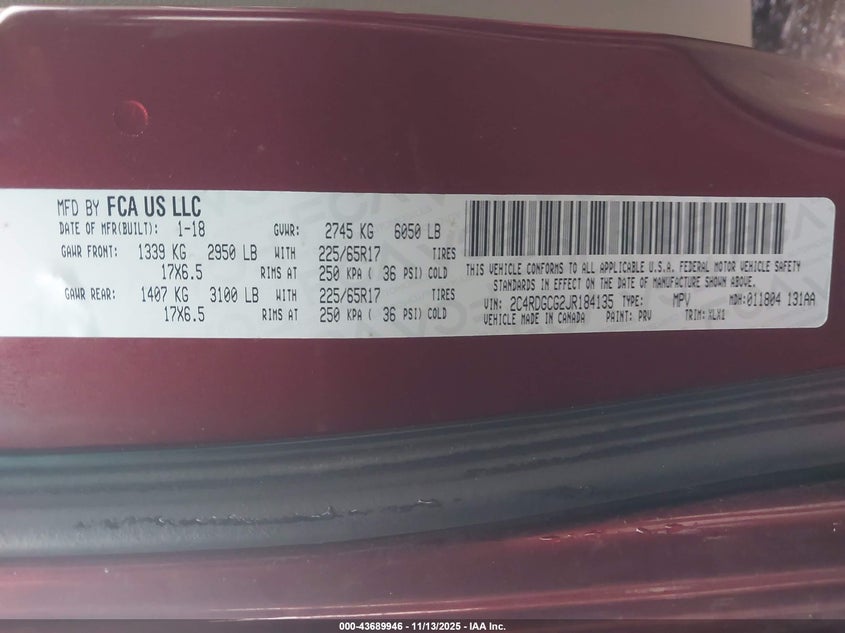 MFD BY FCA US LLC
DATE OF MFR(BUILT): 1-18 GVWR: 2745 KG 6050 LB
GAWR FRONT: 1339 KG 2950 LB WITH 225/65R17 TIRES
17X6.5 RIMS AT 250 KPA ( 36 PSI) COLD
GAWR REAR: 1407 KG 3100 LB WITH 225/65R17 TIRES
17X6.5 RIMS AT 250 KPA ( 36 PSI) COLD
THIS VEHICLE CONFORMS TO ALL APPLICABLE U.S.A. FEDERAL MOTOR VEHICLE SAFETY
STANDARDS IN EFFECT ON THE DATE OF MANUFACTURE SHOWN ABOVE.
VIN: 2C4RDGCG2JR184135 TYPE: MPV MDH:011804 131AA
VEHICLE MADE IN CANADA PAINT: PRV TRIM: XLX1
000-43689946 - 11/13/2025 - IAA Inc.